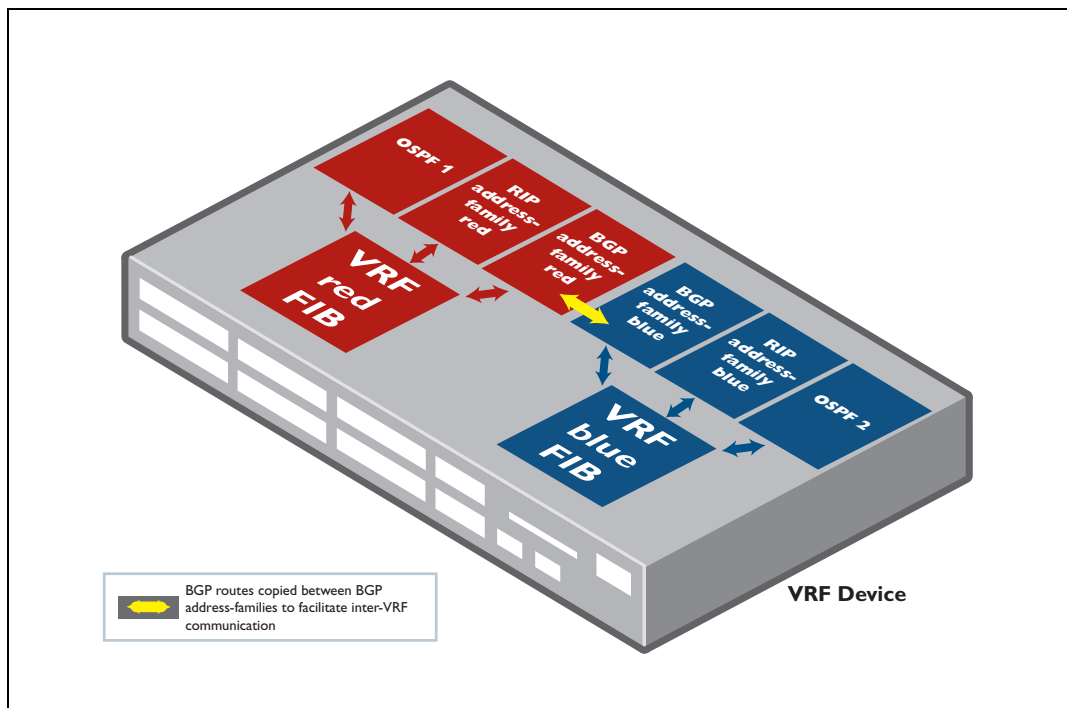 OSPF 1
RIP
address-
family
red
BGP
address-
family
red
VRF
red
FIB
BGP
address-
family
blue
RIP
address-
family
blue
OSPF 2
VRF
blue
FIB
VRF Device
BGP routes copied between BGP
address-families to facilitate inter-VRF
communication